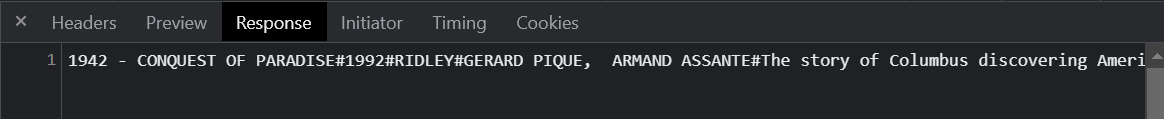 × Headers Preview Response Initiator Timing Cookies
1 1942 - CONQUEST OF PARADISE#1992#RIDLEY#GERARD PIQUE,  ARMAND ASSANTE#The story of Columbus discovering Ameri